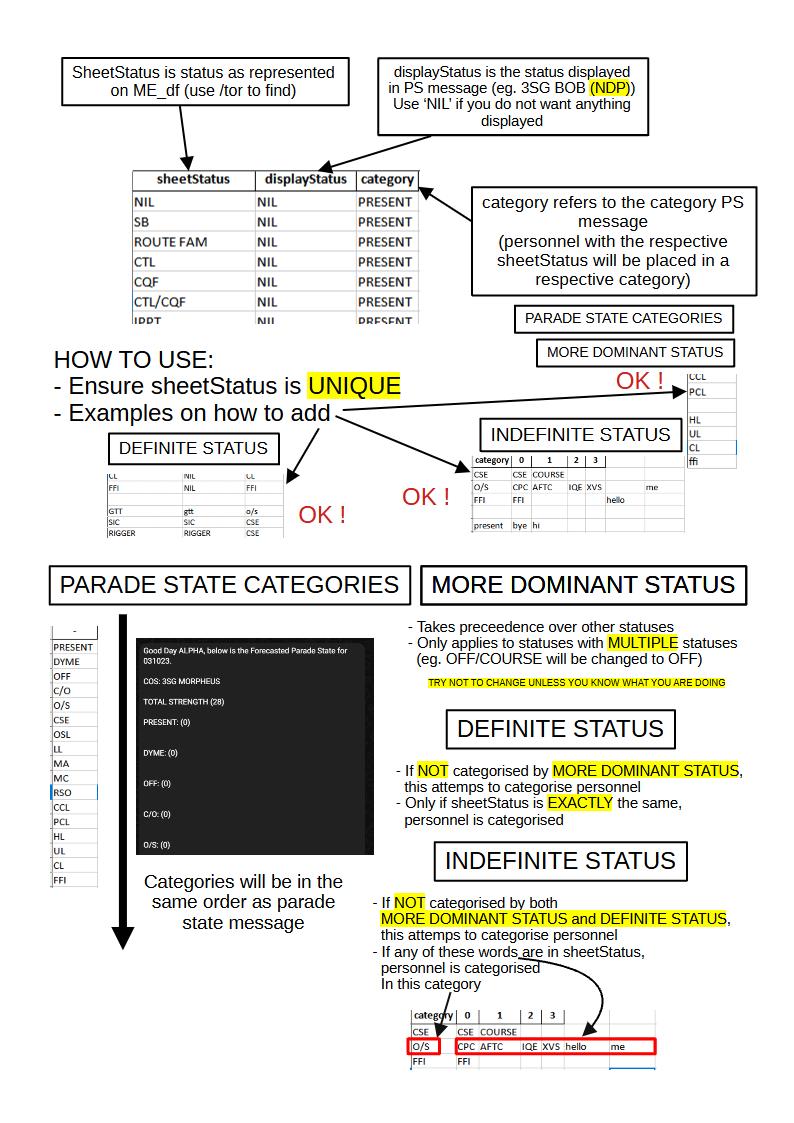 SheetStatus is status as represented
on ME_df (use /tor to find)
displayStatus is the status displayed
in PS message (eg. 3SG BOB (NDP))
Use ‘NIL’ if you do not want anything
displayed
sheetStatus displayStatus category
NIL NIL PRESENT
SB NIL PRESENT
ROUTE FAM NIL PRESENT
CTL NIL PRESENT
CQF NIL PRESENT
CTL/CQF NIL PRESENT
IPPT NIL PRESENT
category refers to the category PS
message
(personnel with the respective
sheetStatus will be placed in a
respective category)
PARADE STATE CATEGORIES
MORE DOMINANT STATUS
HOW TO USE:
- Ensure sheetStatus is UNIQUE
- Examples on how to add
OK !
CCL
PCL
HL
UL
CL
ffi
DEFINITE STATUS
CL NIL CL
FFI NIL FFI
GTT gtt o/s
SIC SIC CSE
RIGGER RIGGER CSE
OK !
INDEFINITE STATUS
OK !
category 0 1 2 3
CSE CSE COURSE
O/S CPC AFTC IQE XVS me
FFI FFI hello
present bye hi
PARADE STATE CATEGORIES
-
PRESENT
DYME
OFF
C/O
O/S
CSE
OSL
LL
MA
MC
RSO
CCL
PCL
HL
UL
CL
FFI
Good Day ALPHA, below is the Forecasted Parade State for
031023.
COS: 3SG MORPHEUS
TOTAL STRENGTH (28)
PRESENT: (0)
DYME: (0)
OFF: (0)
C/O: (0)
O/S: (0)
Categories will be in the
same order as parade
state message
MORE DOMINANT STATUS
- Takes preceedence over other statuses
- Only applies to statuses with MULTIPLE statuses
(eg. OFF/COURSE will be changed to OFF)
TRY NOT TO CHANGE UNLESS YOU KNOW WHAT YOU ARE DOING
DEFINITE STATUS
- If NOT categorised by MORE DOMINANT STATUS,
this attemps to categorise personnel
- Only if sheetStatus is EXACTLY the same,
personnel is categorised
INDEFINITE STATUS
- If NOT categorised by both
MORE DOMINANT STATUS and DEFINITE STATUS,
this attemps to categorise personnel
- If any of these words are in sheetStatus,
personnel is categorised
In this category
category 0 1 2 3
CSE CSE COURSE
O/S CPC AFTC IQE XVS hello me
FFI FFI